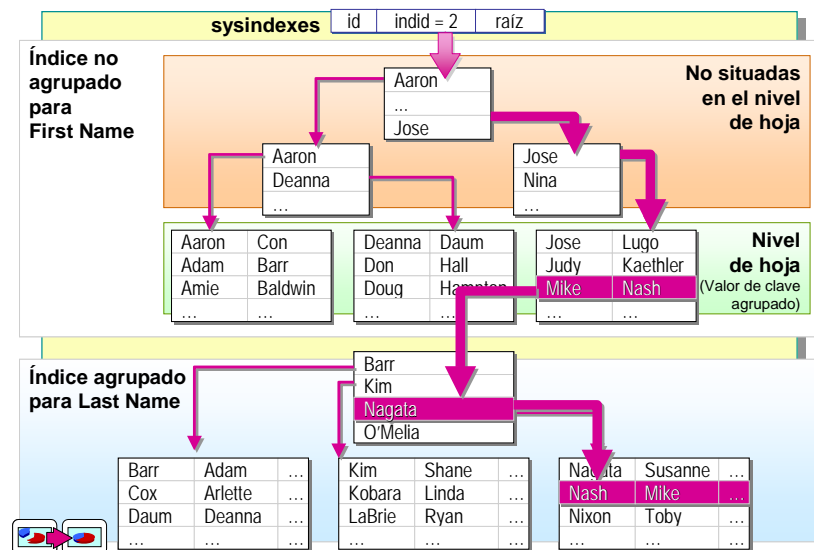 sysindexes id indid = 2 raíz
Índice no
agrupado
para
First Name
No situadas
en el nivel
de hoja
Aaron
...
Jose
Aaron
Deanna
...
Jose
Nina
...
Aaron Con
Adam Barr
Amie Baldwin
... ...
Deanna Daum
Don Hall
Doug Hampton
... ...
Jose Lugo
Judy Kaethler
Mike Nash
... ...
Nivel
de hoja
(Valor de clave
agrupado)
Índice agrupado
para Last Name
Barr
Kim
Nagata
O'Melia
Barr Adam ...
Cox Arlette ...
Daum Deanna ...
... ... ...
Kim Shane ...
Kobara Linda ...
LaBrie Ryan ...
... ... ...
Nagata Susanne ...
Nash Mike ...
Nixon Toby ...
... ... ...